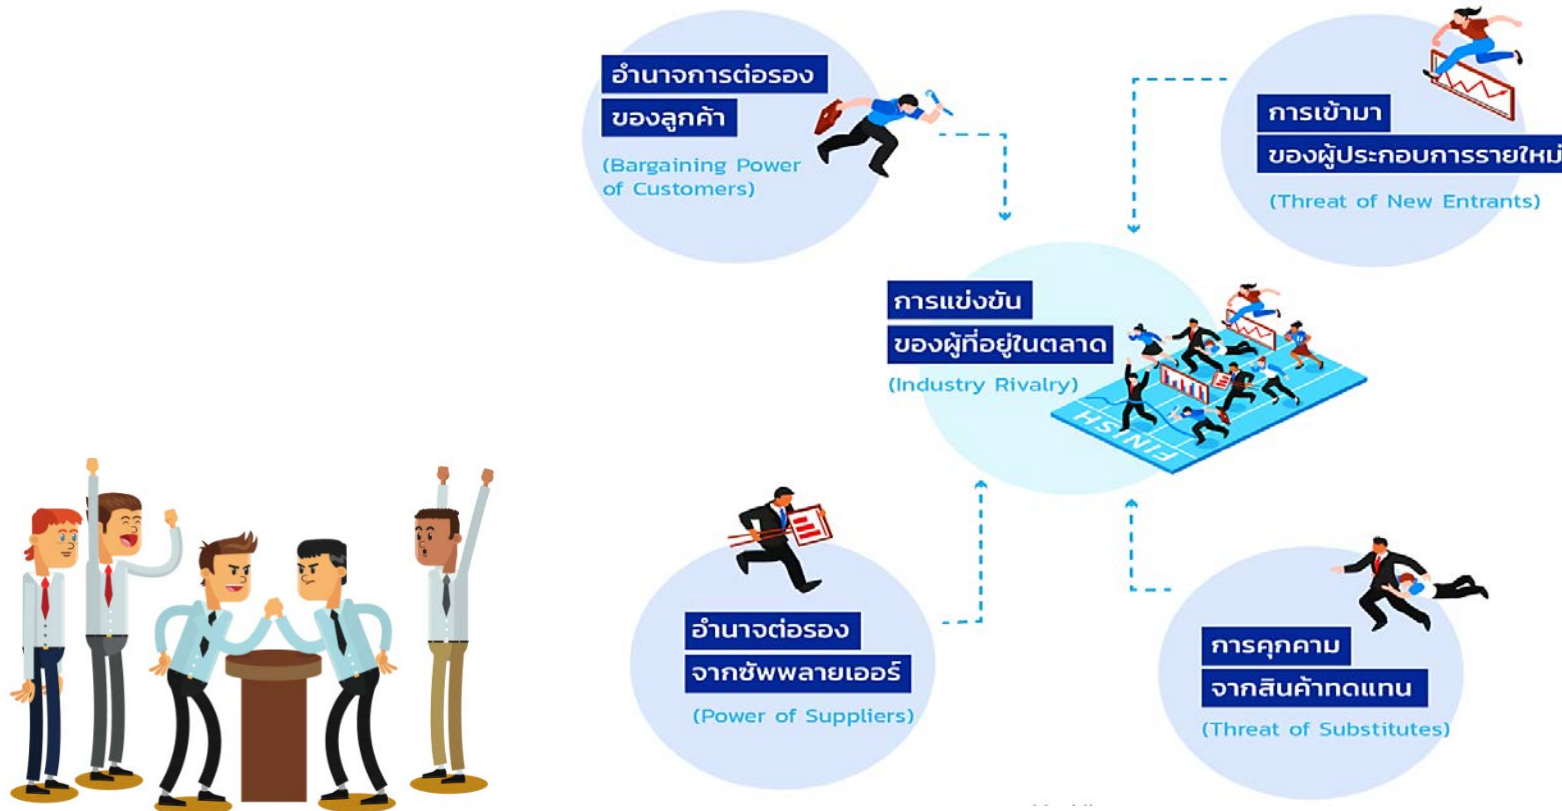 อำนาจการต่อรอง
ของลูกค้า
(Bargaining Power
of Customers)
การเข้ามา
ของผู้ประกอบการรายใหม่
(Threat of New Entrants)
การแข่งขัน
ของผู้ที่อยู่ในตลาด
(Industry Rivalry)
FINISH
อำนาจต่อรอง
จากซัพพลายเออร์
(Power of Suppliers)
การคุกคาม
จากสินค้าทดแทน
(Threat of Substitutes)